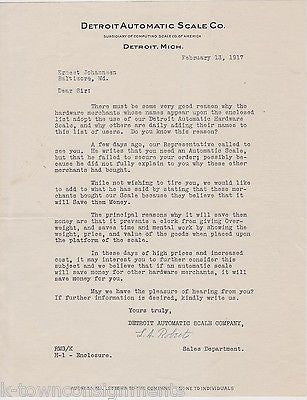 DETROIT AUTOMATIC SCALE CO.
SUBSIDIARY OF COMPUTING SCALE CO. OF AMERICA
DETROIT, MICH.
February 13, 1917
Ernest Johannsen
Baltimore, Md.
Dear Sir:
There must be some very good reason why the
hardware merchants whose names appear upon the enclosed
list adopt the use of our Detroit Automatic Hardware
Scale, and why others are daily adding their names to
this list of users. Do you know this reason?
A few days ago, our Representative called to
see you. He writes that you need an Automatic Scale,
but that he failed to secure your order; possibly because
he did not fully explain to you why these other
merchants had bought.
While not wishing to tire you, we would like
to add to what he has said by stating that these mer-
chants bought our Scale because they believe that it
will Save them Money.
The principal reasons why it will save them
money are that it prevents a clerk from giving Over-
weight, and saves time and mental work by showing the
weight, price, and value of the goods when placed upon
the platform of the scale.
In these days of high prices and increased
cost, it may interest you to consider further this
subject and we believe that if an automatic scale
will save money for other hardware merchants, it will
save money for you.
May we have the pleasure of hearing from you?
If further information is desired, kindly write us.
Yours truly,
DETROIT AUTOMATIC SCALE COMPANY,
Sales Department.
H-1 - Enclosure.
k-townconsignments
ADDRESS ALL LETTERS TO THE COMPANY NONE TO INDIVIDUALS